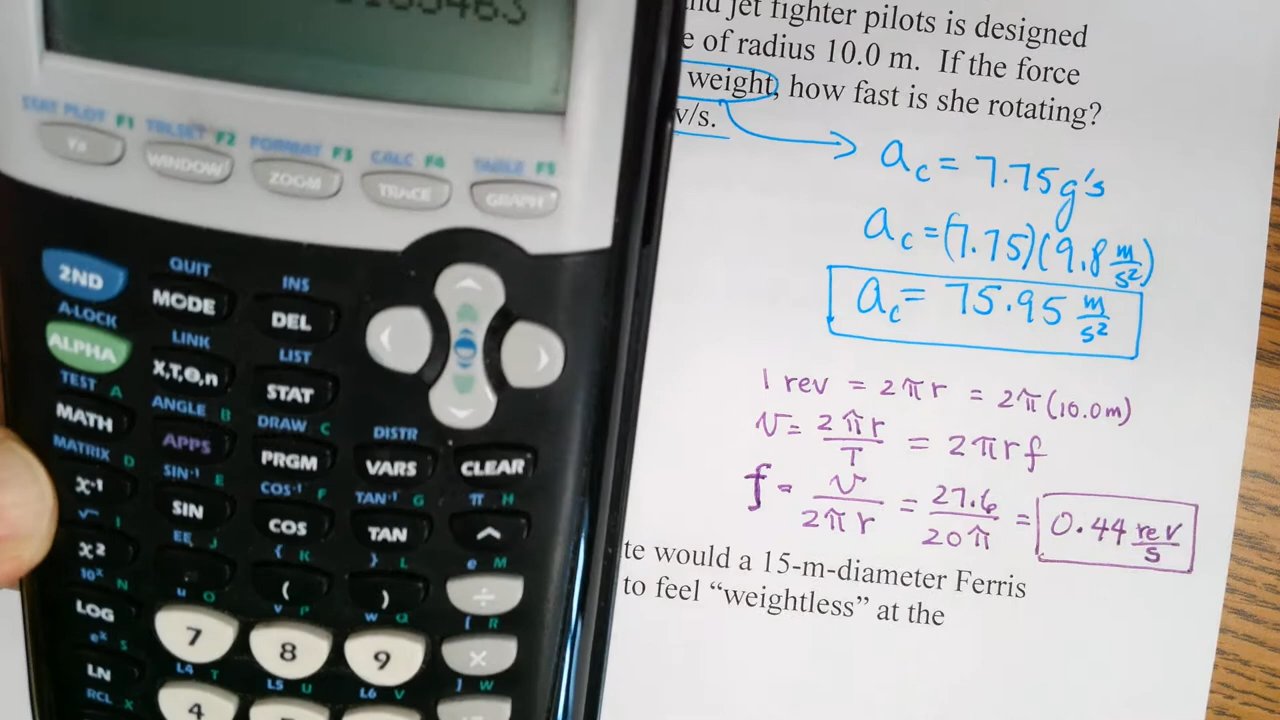 nd jet fighter pilots is designed
e of radius 10.0 m. If the force
weight, how fast is she rotating?
v/s.
a_c = 7.75 g's
a_c = (7.75)(9.8 m/s²)
a_c = 75.95 m/s²
1 rev = 2πr = 2π(10.0m)
v = 2πr/T = 2πrf
f = v/2πr = 27.6/20π = 0.44 rev/s
te would a 15-m-diameter Ferris
to feel “weightless” at the
STAT PLOT F1 TBLSET F2 FORMAT F3 CALC F4 TABLE F5
Y= WINDOW ZOOM TRACE GRAPH
QUIT INS
2ND MODE DEL
A-LOCK LINK LIST
ALPHA X,T,Θ,n STAT
TEST A ANGLE B DRAW C DISTR
MATH APPS PRGM VARS CLEAR
MATRIX D SIN⁻¹ E COS⁻¹ F TAN⁻¹ G π H
x⁻¹ SIN COS TAN ^
√ I EE J { K } L e M
x² ( ) ÷
10ˣ N u O v P w Q [ R
LOG 7 8 9 ×
eˣ S L4 T L5 U L6 V ] W
LN 4
RCL X